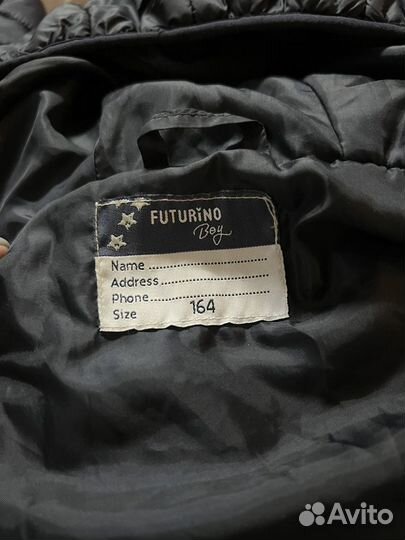 FUTURiNO
Boy
Name..............................
Address..........................
Phone.............................
Size 164
Avito